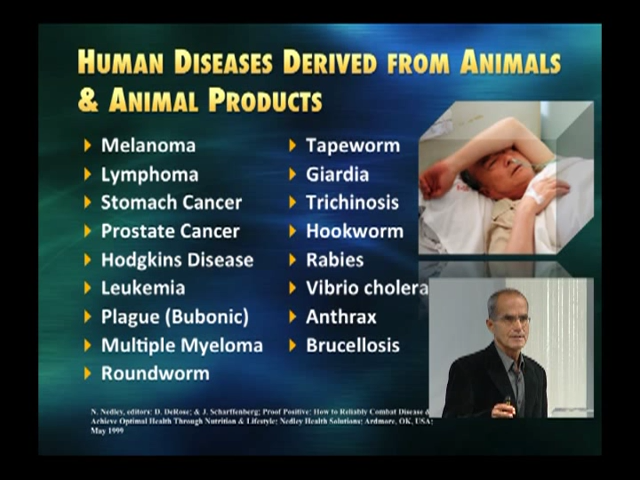 HUMAN DISEASES DERIVED FROM ANIMALS
& ANIMAL PRODUCTS
Melanoma
Lymphoma
Stomach Cancer
Prostate Cancer
Hodgkins Disease
Leukemia
Plague (Bubonic)
Multiple Myeloma
Roundworm
Tapeworm
Giardia
Trichinosis
Hookworm
Rabies
Vibrio cholera
Anthrax
Brucellosis
N. Nedley, editors: D. DeRose; & J. Scharffenberg; Proof Positive: How to Reliably Combat Disease &
Achieve Optimal Health Through Nutrition & Lifestyle; Nedley Health Solutions; Ardmore, OK, USA;
May 1999